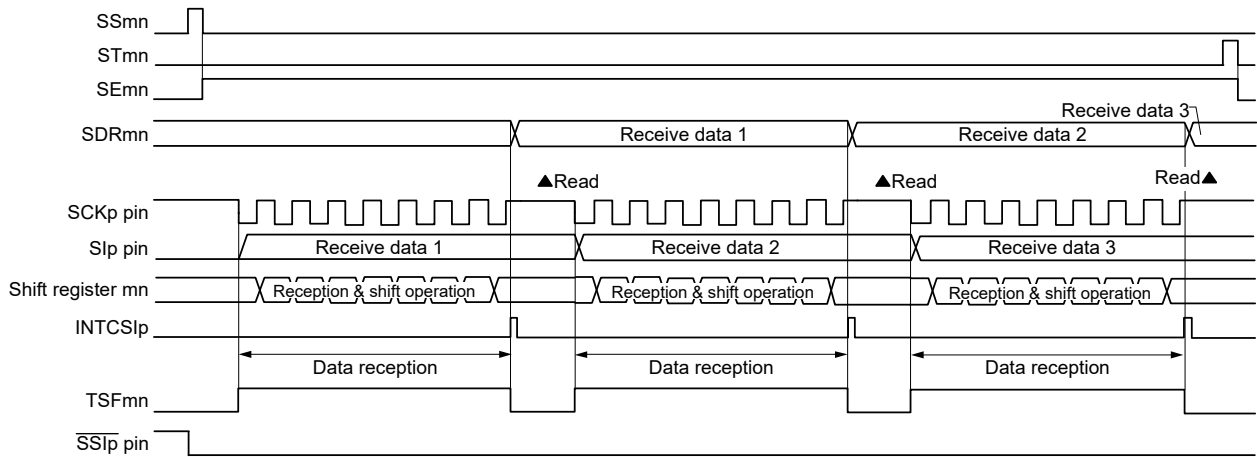 SSmn
STmn
SEmn
Receive data 3
SDRmn Receive data 1 Receive data 2
▲Read ▲Read Read▲
SCKp pin
SIp pin Receive data 1 Receive data 2 Receive data 3
Shift register mn Reception & shift operation Reception & shift operation Reception & shift operation
INTCSIp
Data reception Data reception Data reception
TSFmn
SSIp pin